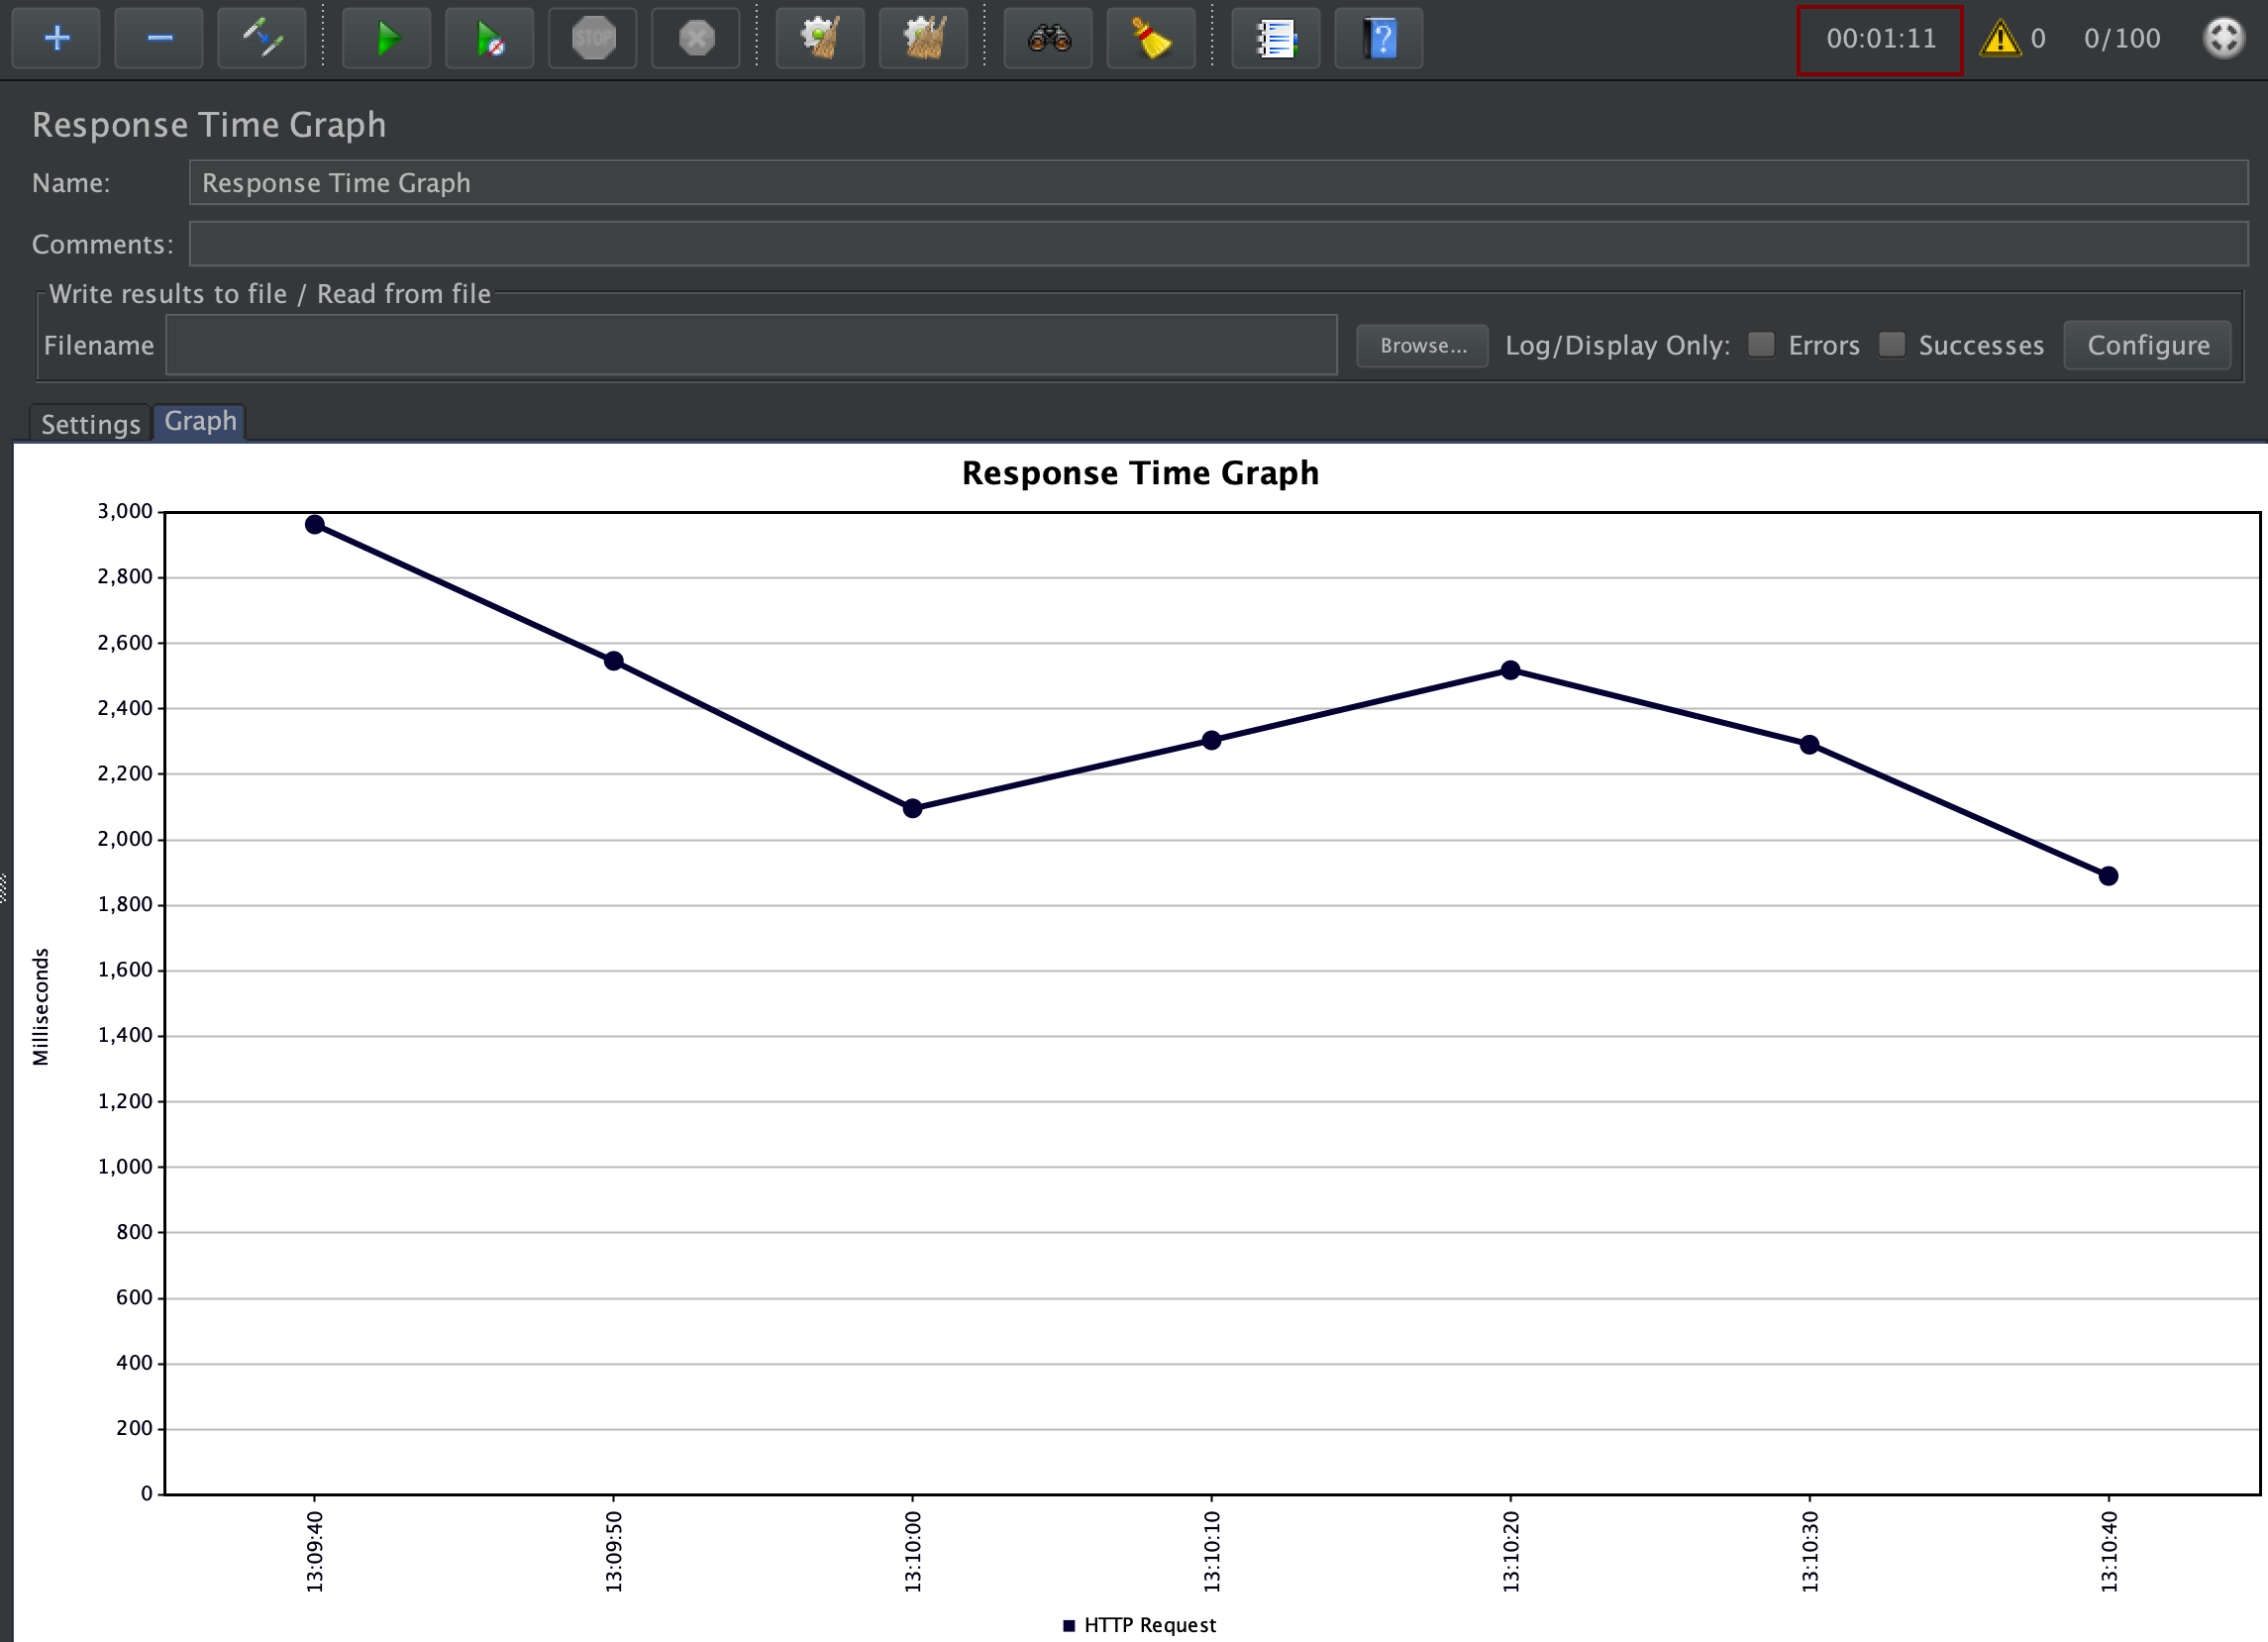 STOP
00:01:11
0
0/100
Response Time Graph
Name: Response Time Graph
Comments:
Write results to file / Read from file
Filename Browse... Log/Display Only: Errors Successes Configure
Settings Graph
Response Time Graph
3,000
2,800
2,600
2,400
2,200
2,000
1,800
1,600
1,400
1,200
1,000
800
600
400
200
0
Milliseconds
13:09:40
13:09:50
13:10:00
13:10:10
13:10:20
13:10:30
13:10:40
HTTP Request